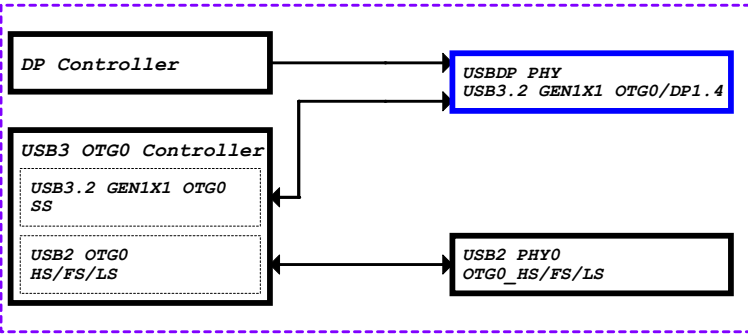 DP Controller
USBDP PHY
USB3.2 GEN1X1 OTG0/DP1.4
USB3 OTG0 Controller
USB3.2 GEN1X1 OTG0
SS
USB2 OTG0
HS/FS/LS
USB2 PHY0
OTG0_HS/FS/LS